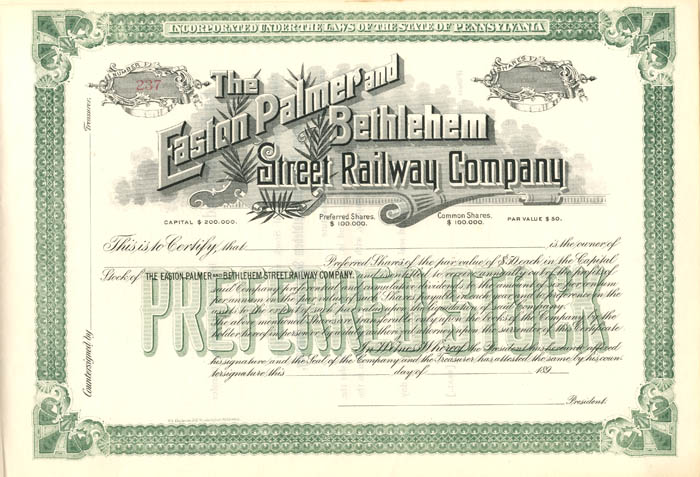 INCORPORATED UNDER THE LAWS OF THE STATE OF PENNSYLVANIA
NUMBER
237
SHARES
The
Easton Palmer and
Bethlehem
Street Railway Company
CAPITAL $ 200.000.
Preferred Shares,
$ 100.000.
Common Shares,
$ 100.000.
PAR VALUE $ 50.
This is to Certify, that is the owner of
Preferred Shares of the par value of $50 each in the Capital
Stock of THE EASTON PALMER AND BETHLEHEM STREET RAILWAY COMPANY, and is entitled to receive annually out of the profits of
said Company preferential and cumulative dividends to the amount of per centum
per annum on the par value of such Shares payable each year and to preference in the
assets to the extent of such par value upon the liquidation of said Company.
The above mentioned Shares are transferable only upon the books of the Company by the
holder hereof in person or by duly authorized attorney upon the surrender of this Certificate
PREFERRED STOCK
In Witness Whereof, the President has hereunto affixed
his signature and the Seal of the Company and the Treasurer has attested the same by his coun-
tersignature this day of 189
President.
Countersigned by
Treasurer.